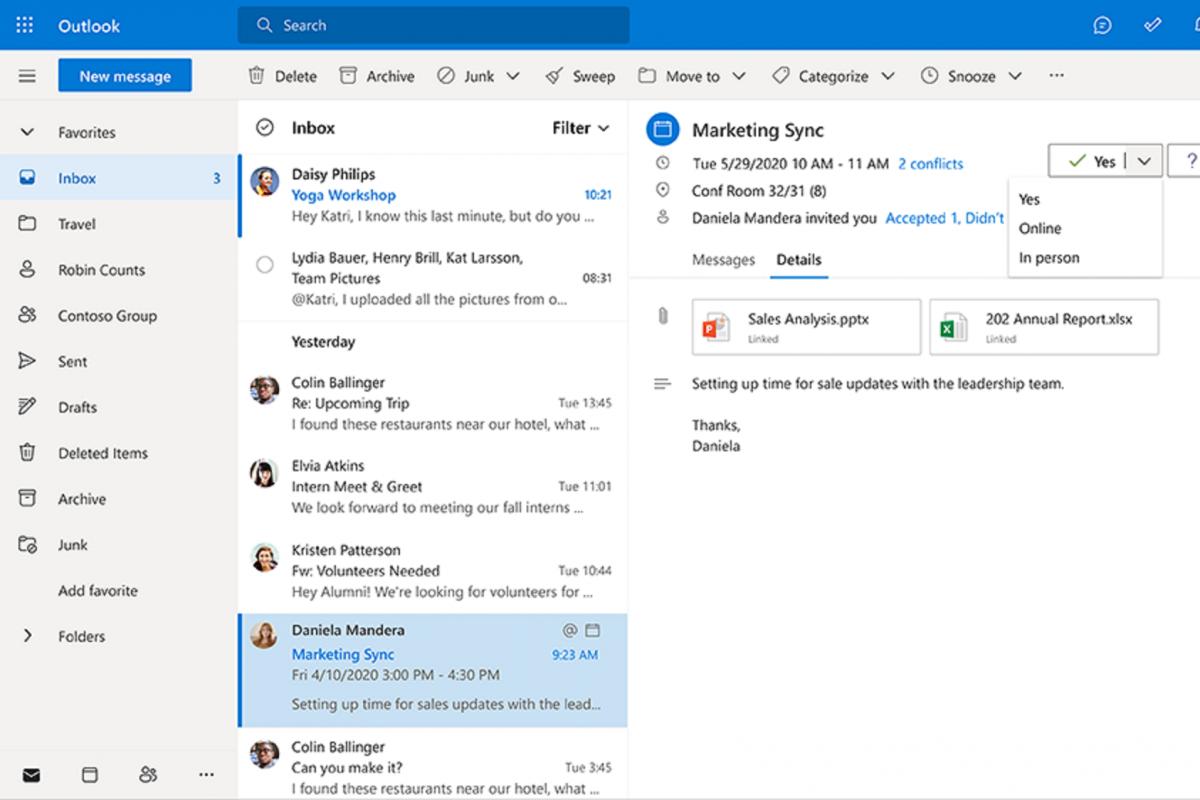 Outlook
Search
New message
Delete
Archive
Junk
Sweep
Move to
Categorize
Snooze
Favorites
Inbox 3
Travel
Robin Counts
Contoso Group
Sent
Drafts
Deleted Items
Archive
Junk
Add favorite
Folders
Inbox
Filter
Daisy Philips
Yoga Workshop 10:21
Hey Katri, I know this last minute, but do you ...
Lydia Bauer, Henry Brill, Kat Larsson,
Team Pictures 08:31
@Katri, I uploaded all the pictures from o...
Yesterday
Colin Ballinger
Re: Upcoming Trip Tue 13:45
I found these restaurants near our hotel, what ...
Elvia Atkins
Intern Meet & Greet Tue 11:01
We look forward to meeting our fall interns ...
Kristen Patterson
Fw: Volunteers Needed Tue 10:44
Hey Alumni! We're looking for volunteers for ...
Daniela Mandera
Marketing Sync 9:23 AM
Fri 4/10/2020 3:00 PM - 4:30 PM
Setting up time for sales updates with the lead...
Colin Ballinger
Can you make it? Tue 3:45
I found these restaurants near our hotel, what ...
Marketing Sync
Tue 5/29/2020 10 AM - 11 AM 2 conflicts
Conf Room 32/31 (8)
Daniela Mandera invited you Accepted 1, Didn't
Yes
?
Yes
Online
In person
Messages Details
Sales Analysis.pptx
Linked
202 Annual Report.xlsx
Linked
Setting up time for sale updates with the leadership team.
Thanks,
Daniela